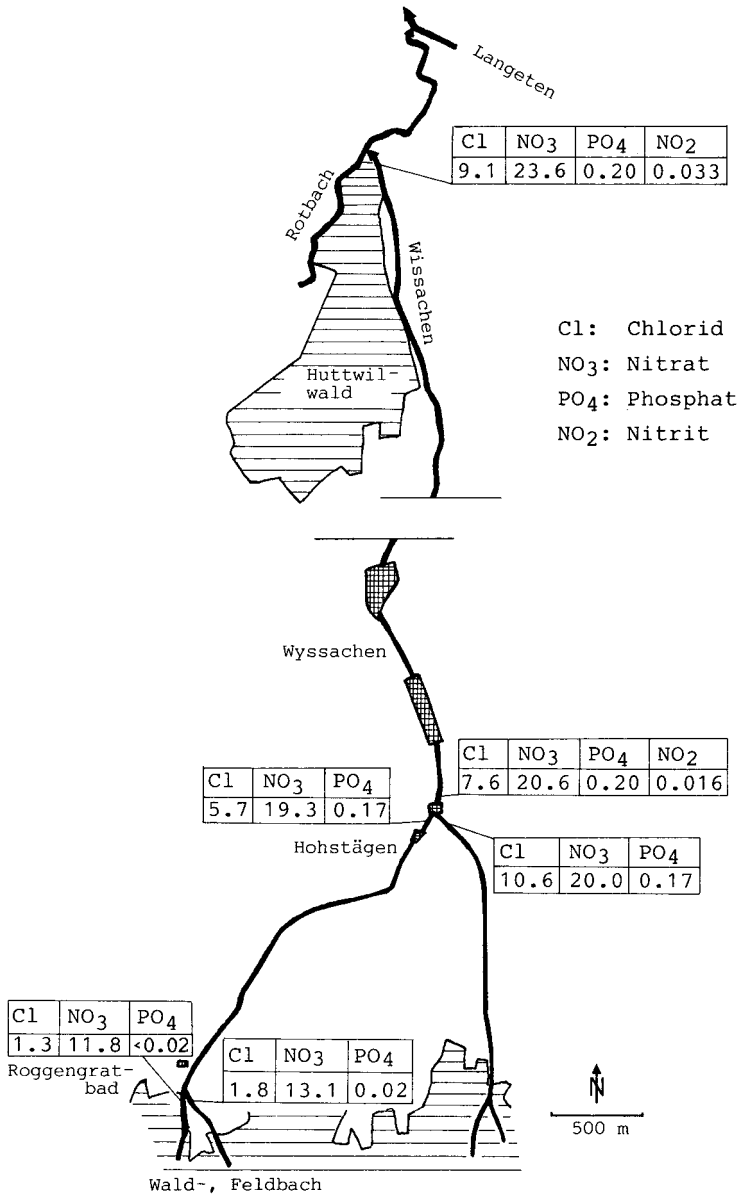 Langeten
Cl NO3 PO4 NO2
9.1 23.6 0.20 0.033
Rotbach
Wissachen
Cl: Chlorid
NO3: Nitrat
PO4: Phosphat
NO2: Nitrit
Huttwil-
wald
Wyssachen
Cl NO3 PO4 NO2
7.6 20.6 0.20 0.016
Cl NO3 PO4
5.7 19.3 0.17
Hohstägen
Cl NO3 PO4
10.6 20.0 0.17
Cl NO3 PO4
1.3 11.8 <0.02
Roggengrat-
bad
Cl NO3 PO4
1.8 13.1 0.02
N
500 m
Wald-, Feldbach